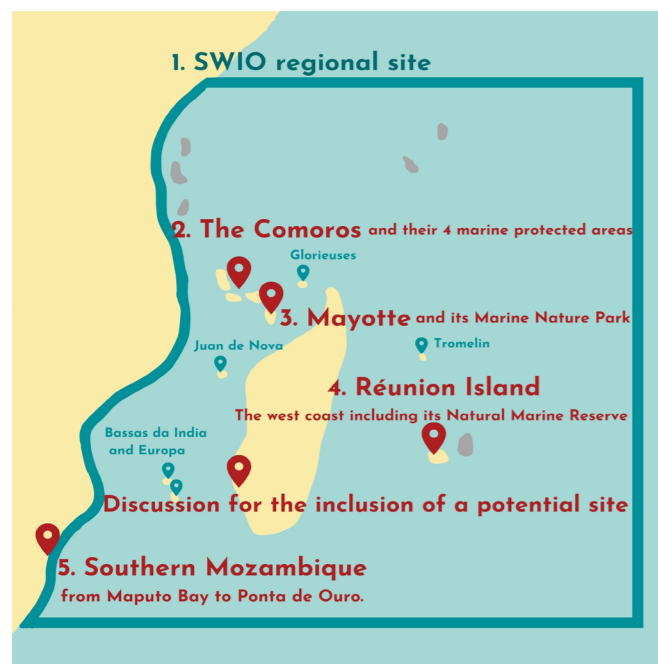 1. SWIO regional site
2. The Comoros and their 4 marine protected areas
Glorieuses
3. Mayotte and its Marine Nature Park
Juan de Nova
Tromelin
4. Réunion Island
The west coast including its Natural Marine Reserve
Bassas da India
and Europa
Discussion for the inclusion of a potential site
5. Southern Mozambique
from Maputo Bay to Ponta de Ouro.